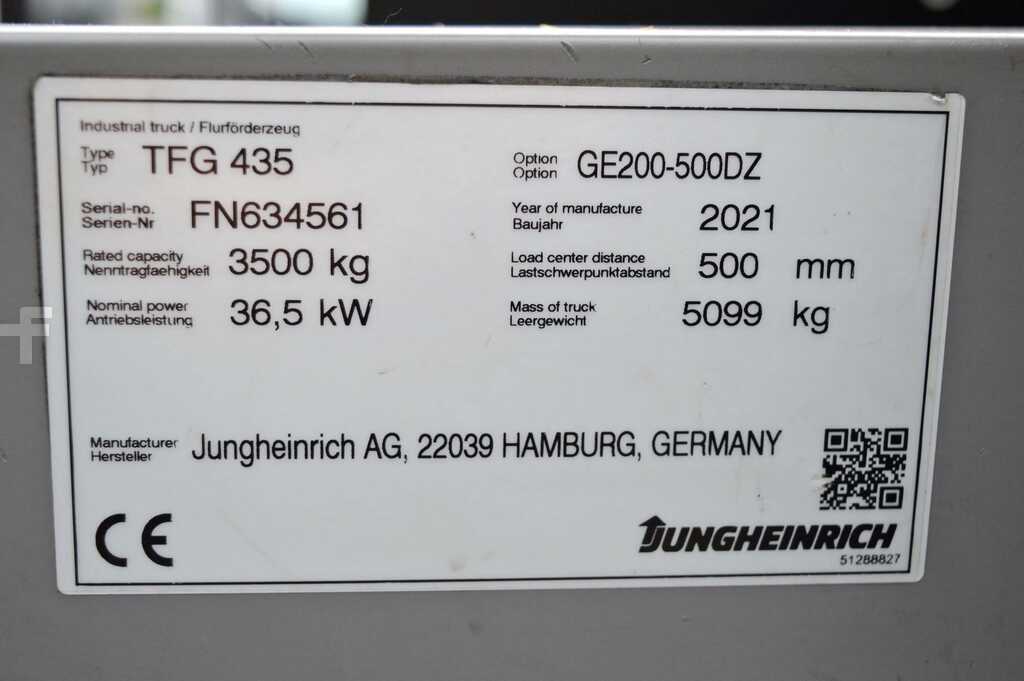 Industrial truck / Flurförderzeug
Type
Typ
TFG 435
Option
Option
GE200-500DZ
Serial-no.
Serien-Nr
FN634561
Year of manufacture
Baujahr
2021
Rated capacity
Nenntragfaehigkeit
3500 kg
Load center distance
Lastschwerpunktabstand
500 mm
Nominal power
Antriebsleistung
36,5 kW
Mass of truck
Leergewicht
5099 kg
Manufacturer
Hersteller
Jungheinrich AG, 22039 HAMBURG, GERMANY
CE
JUNGHEINRICH
51288827
f